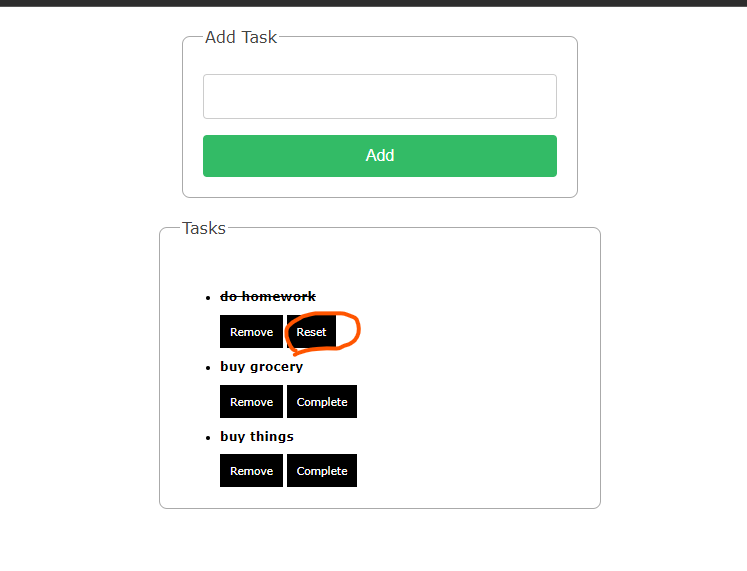 Add Task
Add
Tasks
do homework
Remove Reset
buy grocery
Remove Complete
buy things
Remove Complete